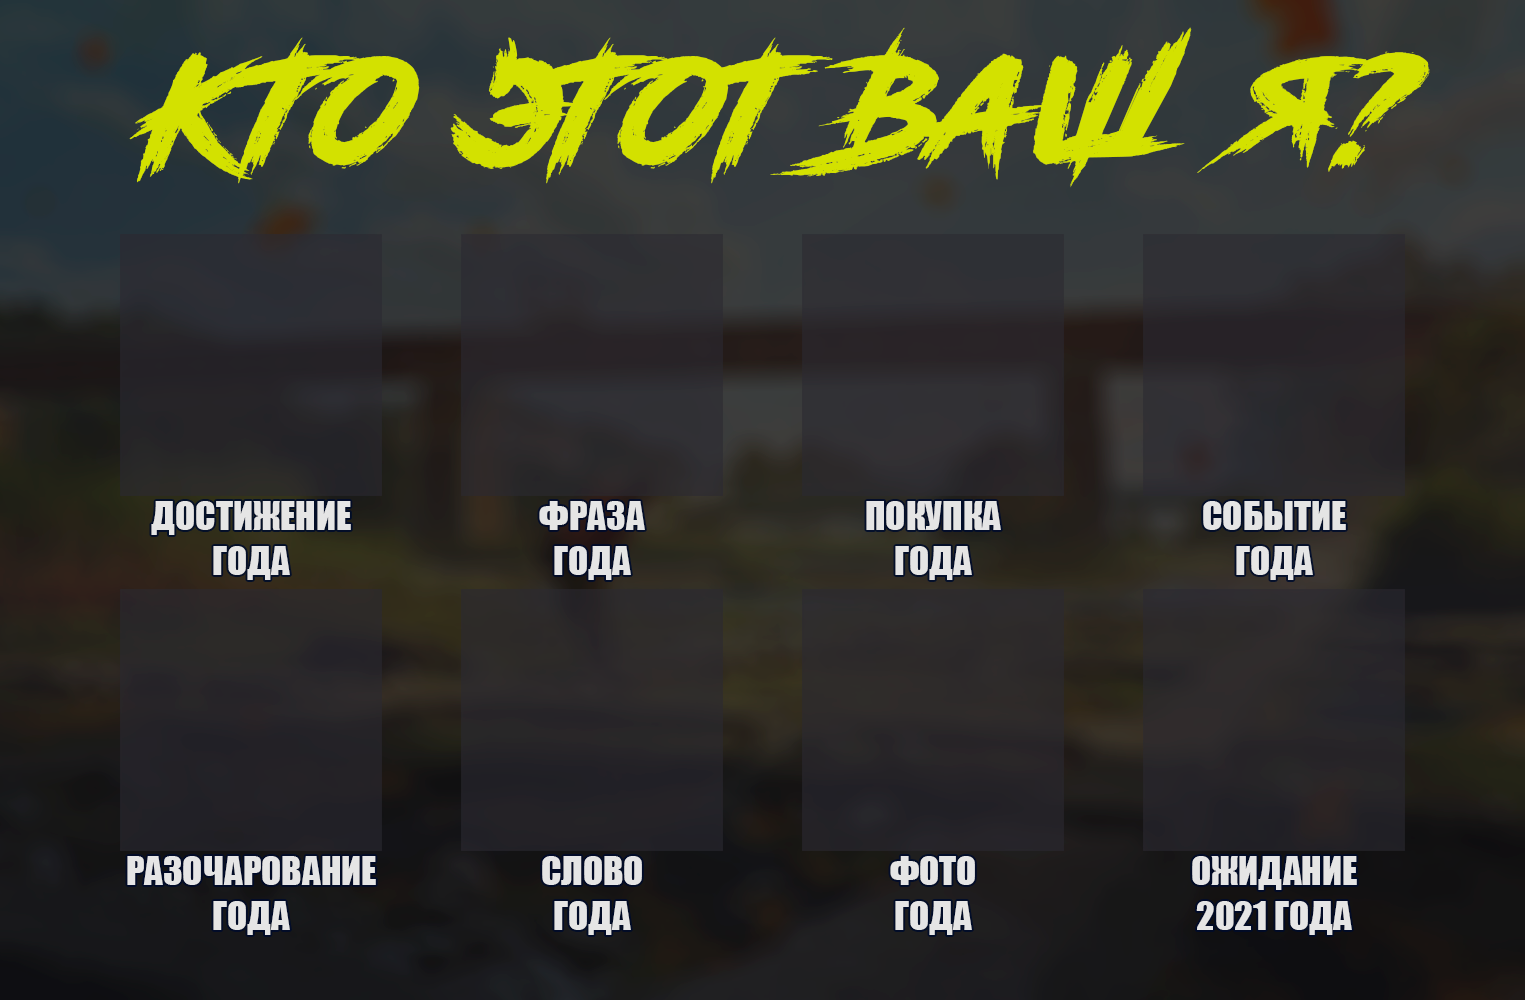 КТО ЭТОТ ВАШ Я?
ДОСТИЖЕНИЕ
ГОДА
ФРАЗА
ГОДА
ПОКУПКА
ГОДА
СОБЫТИЕ
ГОДА
РАЗОЧАРОВАНИЕ
ГОДА
СЛОВО
ГОДА
ФОТО
ГОДА
ОЖИДАНИЕ
2021 ГОДА